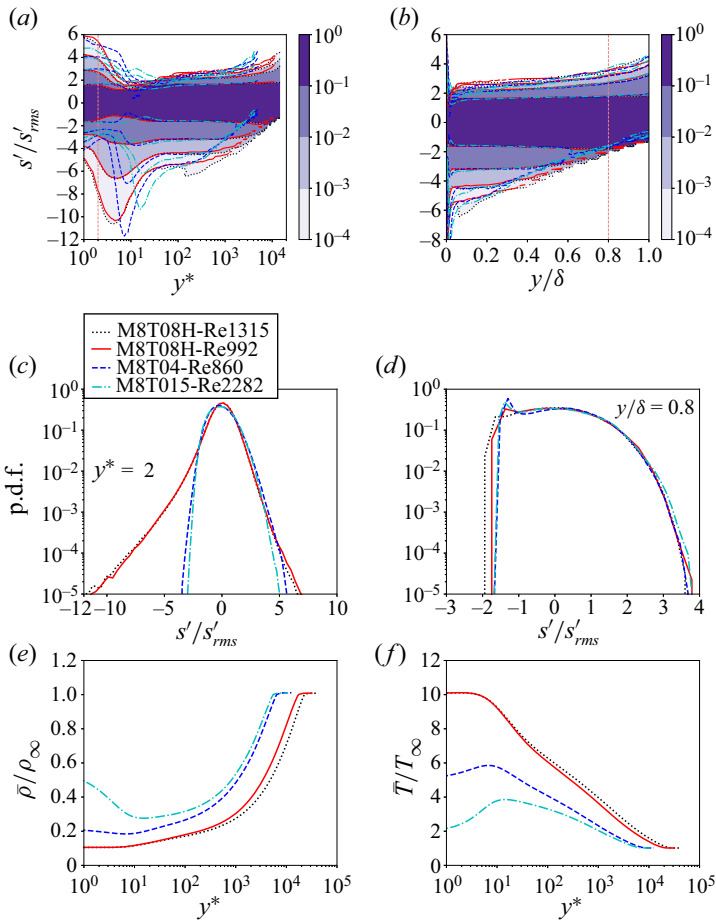 (a)
(b)
6
4
2
0
−2
−4
−6
−8
−10
−12
s′/s′rms
10^0 10^1 10^2 10^3 10^4
y*
10^0
10^−1
10^−2
10^−3
10^−4
6
4
2
0
−2
−4
−6
−8
0 0.2 0.4 0.6 0.8 1.0
y/δ
10^0
10^−1
10^−2
10^−3
10^−4
M8T08H-Re1315
M8T08H-Re992
M8T04-Re860
M8T015-Re2282
(c)
(d)
10^0
10^−1
10^−2
10^−3
10^−4
10^−5
p.d.f.
y* = 2
−12 −10 −5 0 5 10
s′/s′rms
10^0
10^−1
10^−2
10^−3
10^−4
10^−5
y/δ = 0.8
−3 −2 −1 0 1 2 3 4
s′/s′rms
(e)
(f)
1.2
1.0
0.8
0.6
0.4
0.2
0
ρ̄/ρ∞
10^0 10^1 10^2 10^3 10^4 10^5
y*
12
10
8
6
4
2
0
T̄/T∞
10^0 10^1 10^2 10^3 10^4 10^5
y*